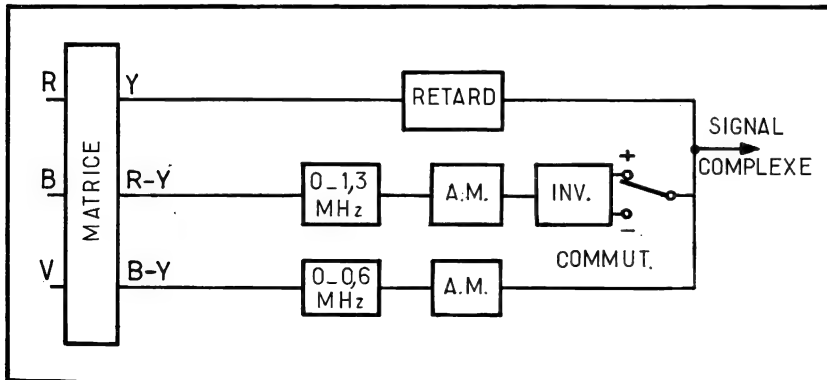 R
Y
RETARD
SIGNAL
COMPLEXE
MATRICE
B
R-Y
0_1,3
MHz
A.M.
INV.
+
-
COMMUT.
V
B-Y
0_0,6
MHz
A.M.